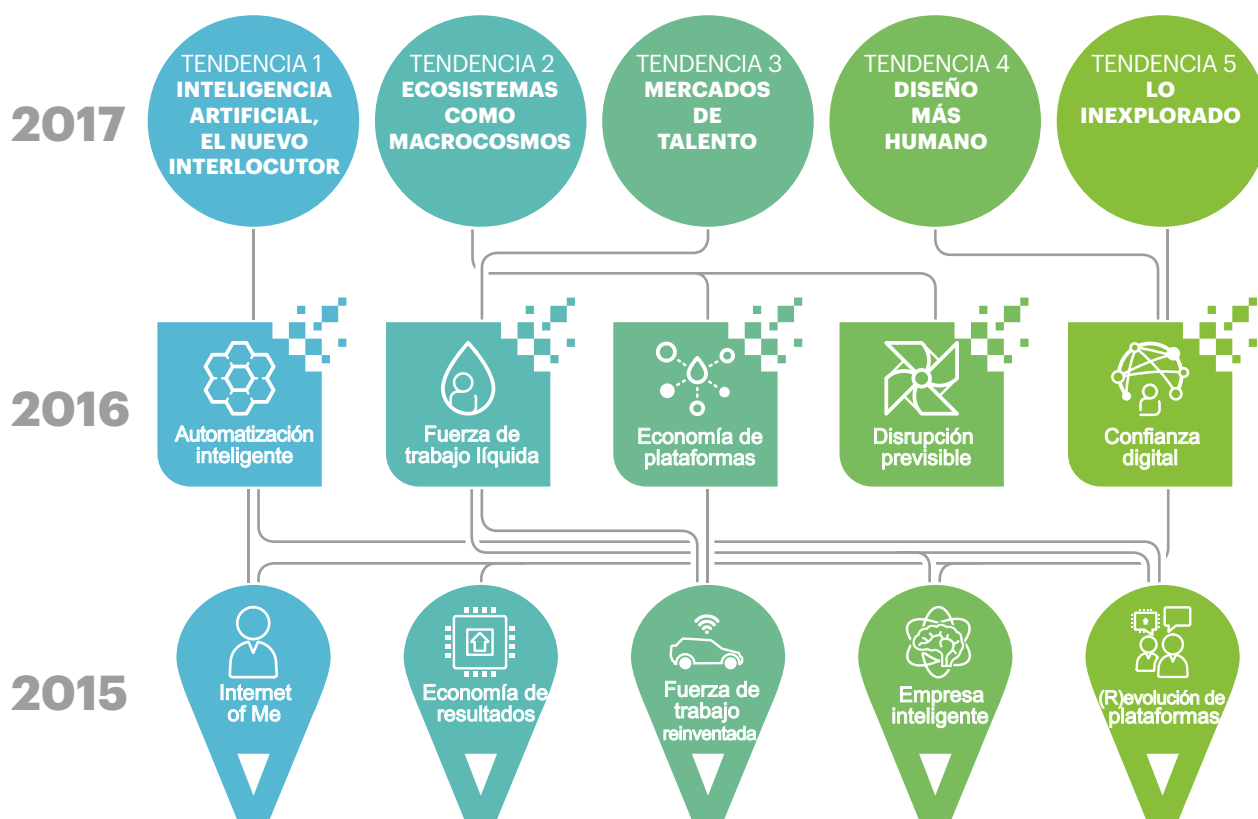 2017
TENDENCIA 1
INTELIGENCIA
ARTIFICIAL,
EL NUEVO
INTERLOCUTOR
TENDENCIA 2
ECOSISTEMAS
COMO
MACROCOSMOS
TENDENCIA 3
MERCADOS
DE
TALENTO
TENDENCIA 4
DISEÑO
MÁS
HUMANO
TENDENCIA 5
LO
INEXPLORADO
2016
Automatización
inteligente
Fuerza de
trabajo líquida
Economía de
plataformas
Disrupción
previsible
Confianza
digital
2015
Internet
of Me
Economía de
resultados
Fuerza de
trabajo
reinventada
Empresa
inteligente
(R)evolución de
plataformas